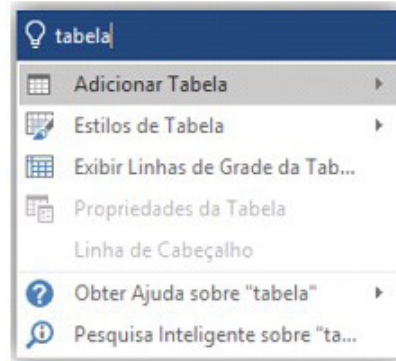 tabela
Adicionar Tabela
Estilos de Tabela
Exibir Linhas de Grade da Tab...
Propriedades da Tabela
Linha de Cabeçalho
Obter Ajuda sobre "tabela"
Pesquisa Inteligente sobre "ta...